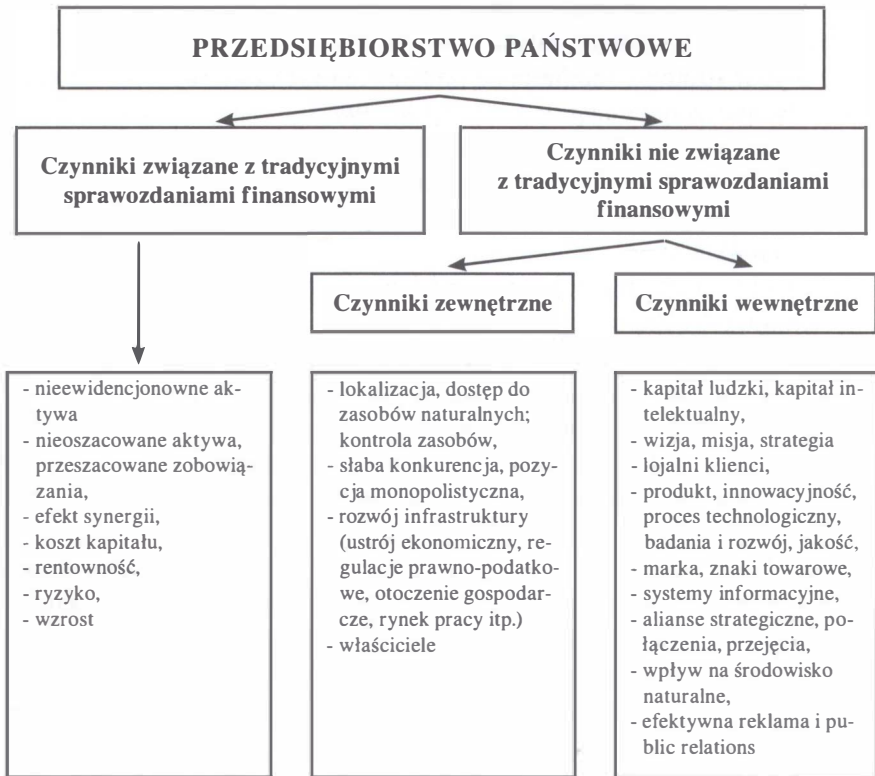 PRZEDSIĘBIORSTWO PAŃSTWOWE
Czynniki związane z tradycyjnymi
sprawozdaniami finansowymi
Czynniki nie związane
z tradycyjnymi sprawozdaniami
finansowymi
Czynniki zewnętrzne
Czynniki wewnętrzne
- nieewidencjonowne ak-
tywa
- nieoszacowane aktywa,
przeszacowane zobowią-
zania,
- efekt synergii,
- koszt kapitału,
- rentowność,
- ryzyko,
- wzrost
- lokalizacja, dostęp do
zasobów naturalnych;
kontrola zasobów,
- słaba konkurencja, pozy-
cja monopolistyczna,
- rozwój infrastruktury
(ustrój ekonomiczny, re-
gulacje prawno-podatko-
we, otoczenie gospodar-
cze, rynek pracy itp.)
- właściciele
- kapitał ludzki, kapitał in-
telektualny,
- wizja, misja, strategia
- łojalni klienci,
- produkt, innowacyjność,
proces technologiczny,
badania i rozwój, jakość,
- marka, znaki towarowe,
- systemy informacyjne,
- alianse strategiczne, po-
łączenia, przejęcia,
- wpływ na środowisko
naturalne,
- efektywna reklama i pu-
blic relations